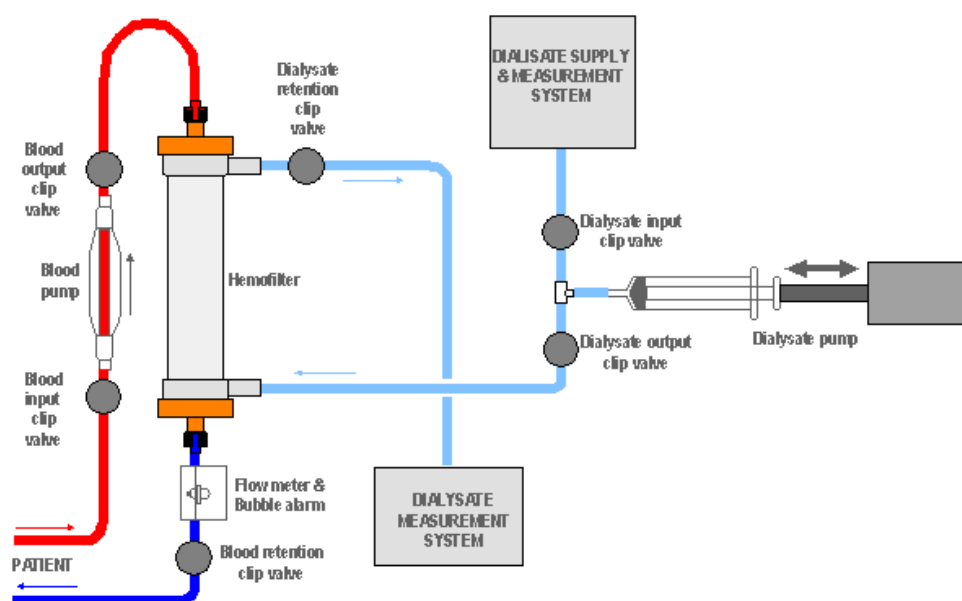 DIALISATE SUPPLY
& MEASUREMENT
SYSTEM
Dialysate
retention
clip
valve
Blood
output
clip
valve
Dialysate input
clip valve
Blood
pump
Hemofilter
Dialysate pump
Dialysate output
clip valve
Blood
input
clip
valve
Flow meter &
Bubble alarm
DIALYSATE
MEASUREMENT
SYSTEM
Blood retention
clip valve
PATIENT